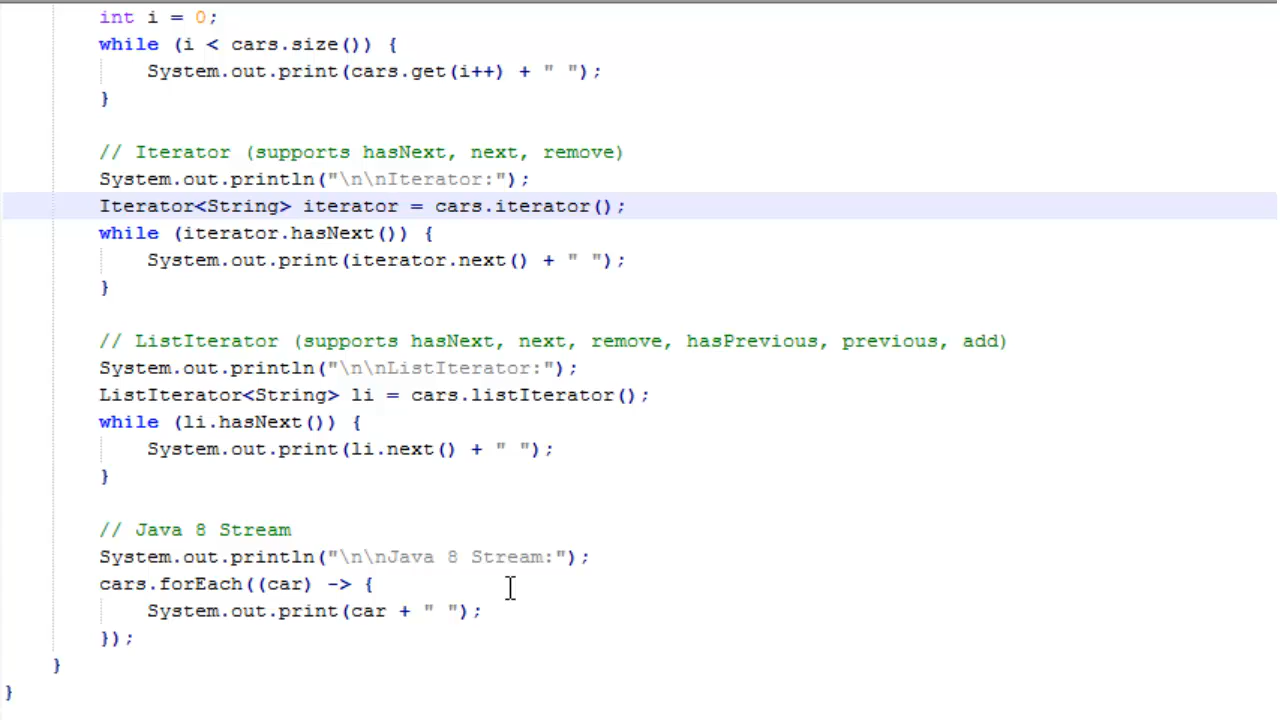 int i = 0;
while (i < cars.size()) {
System.out.print(cars.get(i++) + " ");
}
// Iterator (supports hasNext, next, remove)
System.out.println("\n\nIterator:");
Iterator<String> iterator = cars.iterator();
while (iterator.hasNext()) {
System.out.print(iterator.next() + " ");
}
// ListIterator (supports hasNext, next, remove, hasPrevious, previous, add)
System.out.println("\n\nListIterator:");
ListIterator<String> li = cars.listIterator();
while (li.hasNext()) {
System.out.print(li.next() + " ");
}
// Java 8 Stream
System.out.println("\n\nJava 8 Stream:");
cars.forEach((car) -> {
System.out.print(car + " ");
});
}
}